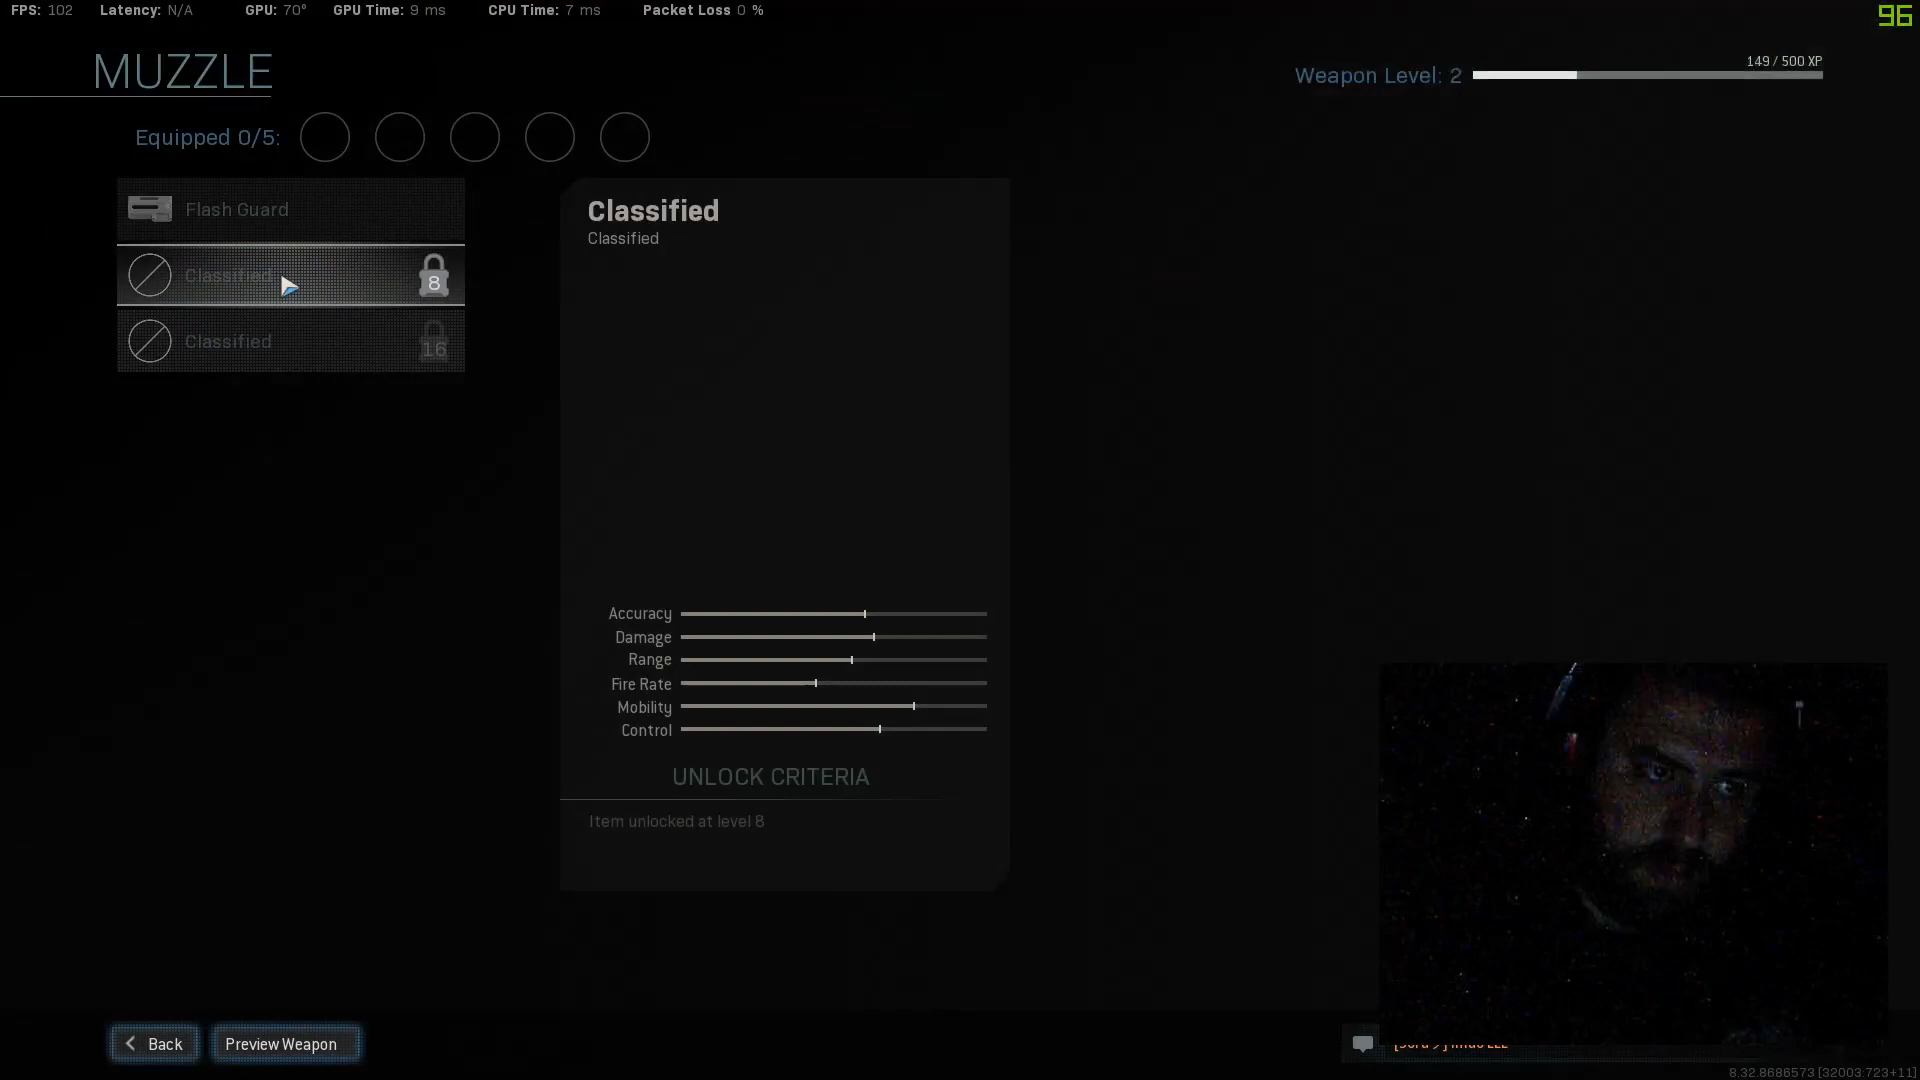 FPS: 102 Latency: N/A GPU: 70° GPU Time: 9 ms CPU Time: 7 ms Packet Loss 0 %
96
MUZZLE
149 / 500 XP
Weapon Level: 2
Equipped 0/5:
Flash Guard
Classified
8
Classified
16
Classified
Classified
Accuracy
Damage
Range
Fire Rate
Mobility
Control
UNLOCK CRITERIA
Item unlocked at level 8
Back
Preview Weapon
8.32.8686573 [32003:723+11]